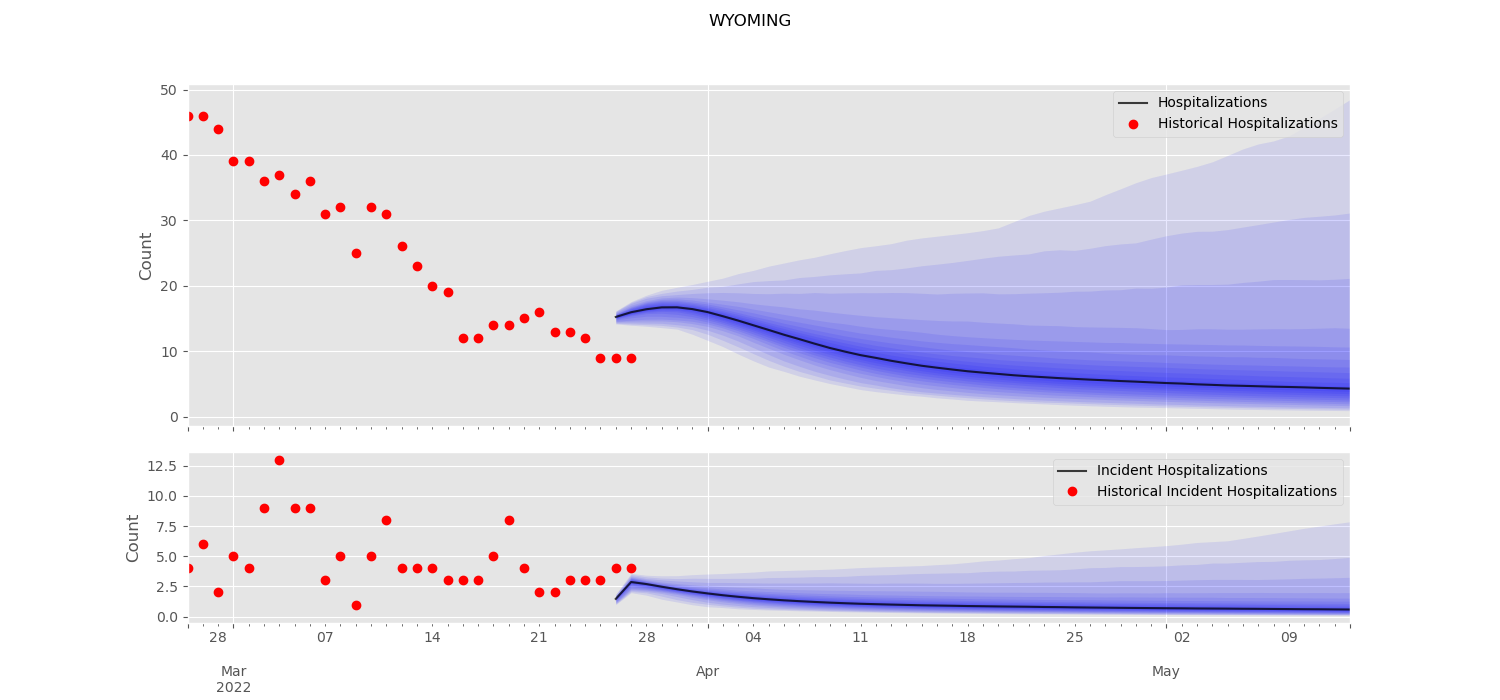 WYOMING
50
40
30
20
10
0
Count
Hospitalizations
Historical Hospitalizations
12.5
10.0
7.5
5.0
2.5
0.0
Count
Incident Hospitalizations
Historical Incident Hospitalizations
28 07 14 21 28 04 11 18 25 02 09
Mar Apr May
2022